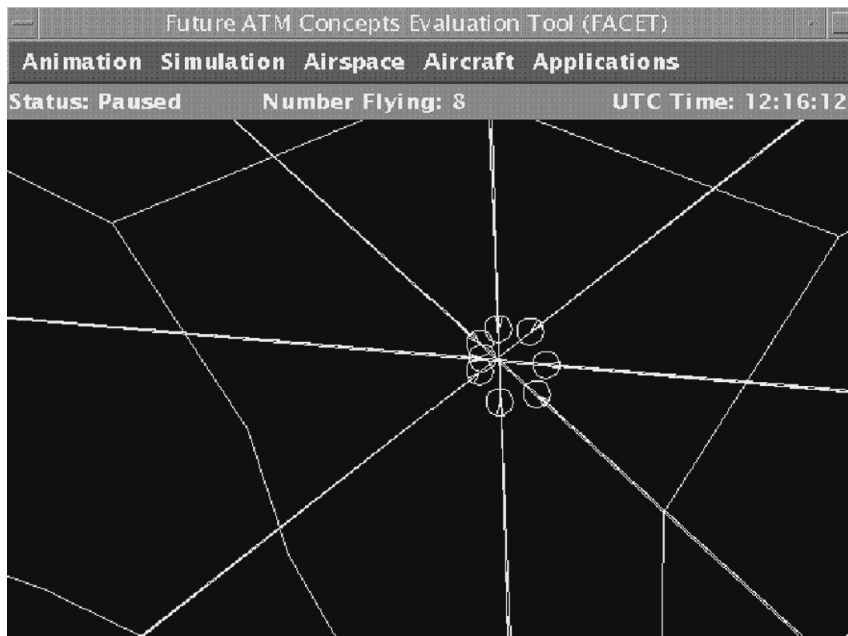 Future ATM Concepts Evaluation Tool (FACET)
Animation Simulation Airspace Aircraft Applications
Status: Paused Number Flying: 8 UTC Time: 12:16:12